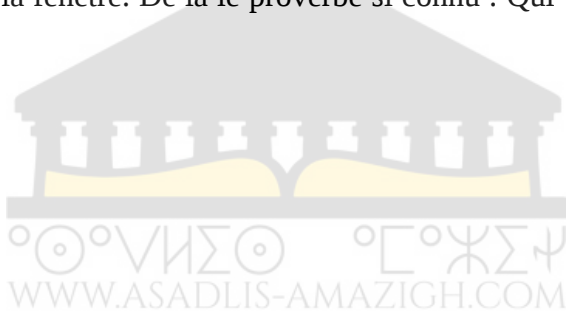 la fenêtre. De là le proverbe si connu : Qui
ⴰⵙⴰⴷⵍⵉⵙ ⴰⵎⴰⵣⵉⵖ
WWW.ASADLIS-AMAZIGH.COM